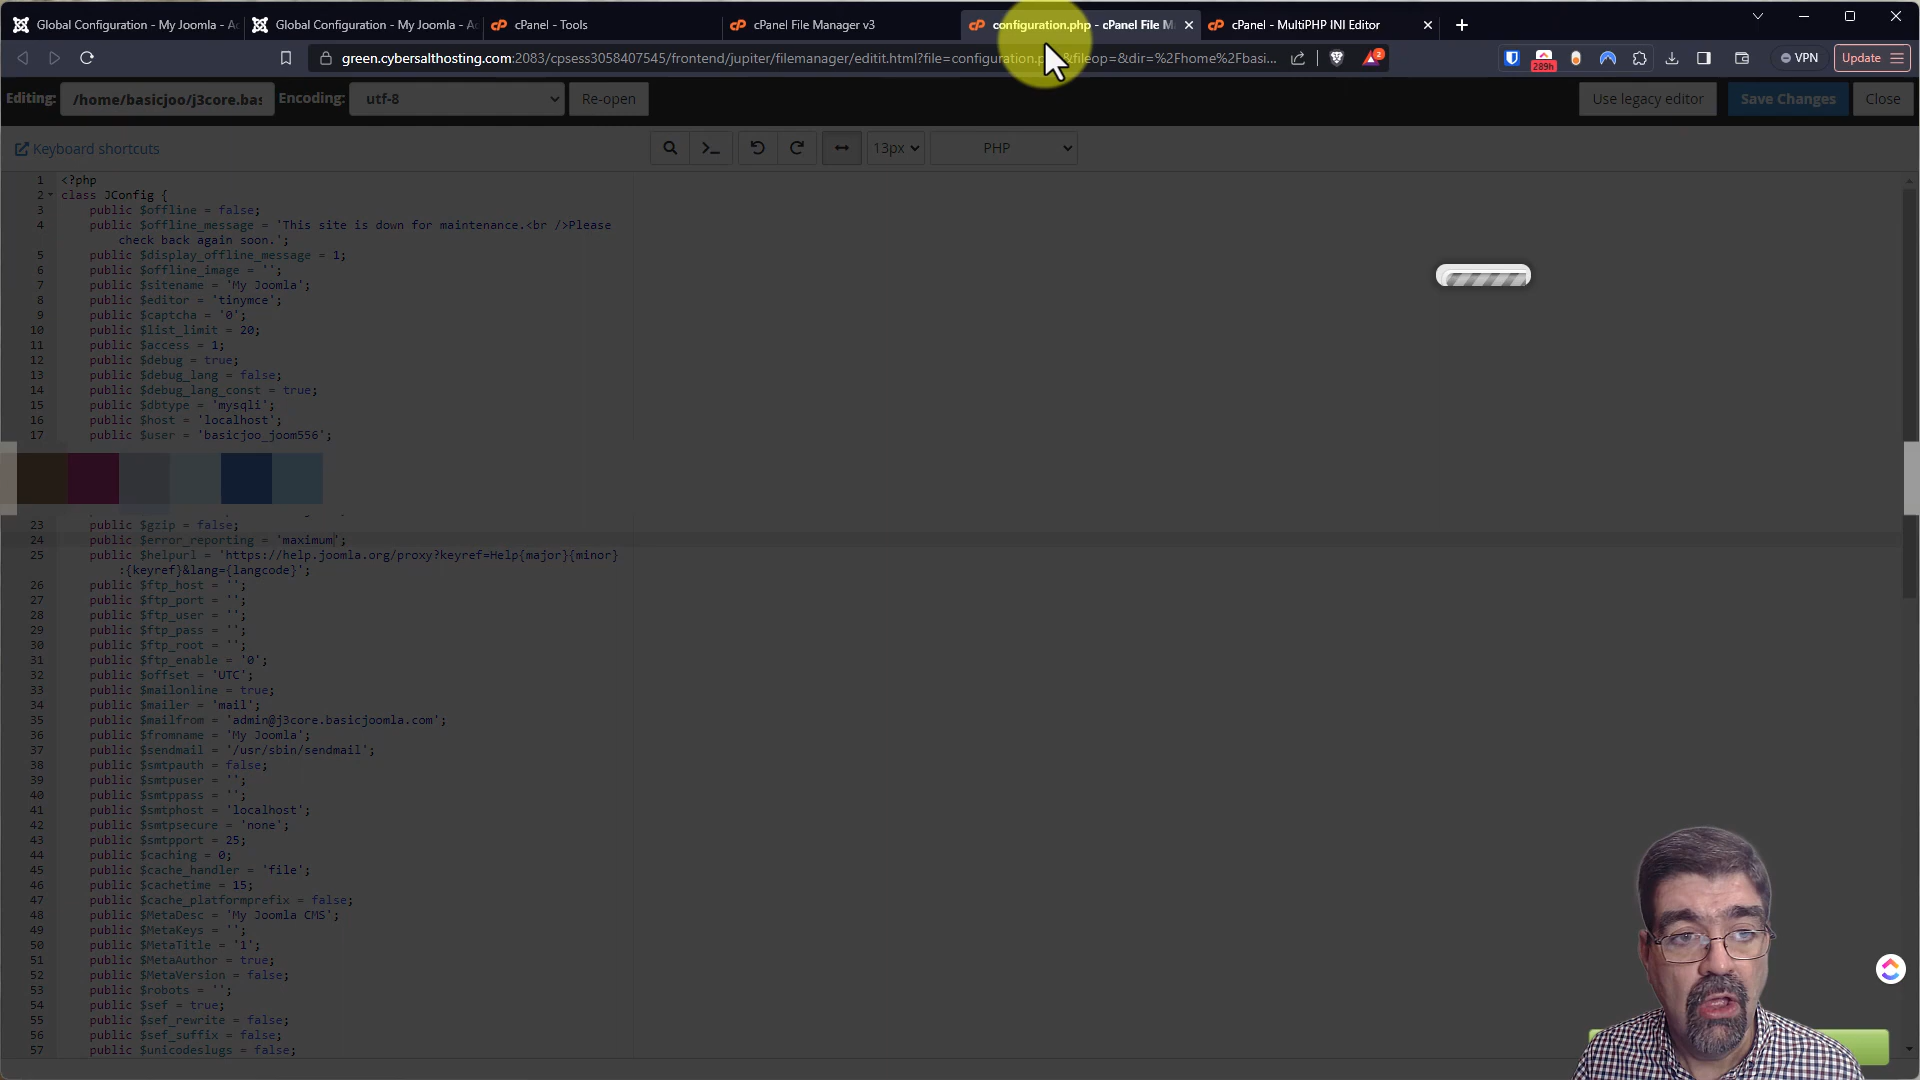 Global Configuration - My Joomla - Ac
Global Configuration - My Joomla - Ac
cPanel - Tools
cPanel File Manager v3
configuration.php - cPanel File M
cPanel - MultiPHP INI Editor
green.cybersalthosting.com:2083/cpsess3058407545/frontend/jupiter/filemanager/editit.html?file=configuration.p &fileop=&dir=%2Fhome%2Fbasi...
2
289h
VPN
Update
Editing:
/home/basicjoo/j3core.bas
Encoding:
utf-8
Re-open
Use legacy editor
Save Changes
Close
Keyboard shortcuts
13px
PHP
1 <?php
2 class JConfig {
3 public $offline = false;
4 public $offline_message = 'This site is down for maintenance.<br />Please
check back again soon.';
5 public $display_offline_message = 1;
6 public $offline_image = '';
7 public $sitename = 'My Joomla';
8 public $editor = 'tinymce';
9 public $captcha = '0';
10 public $list_limit = 20;
11 public $access = 1;
12 public $debug = true;
13 public $debug_lang = false;
14 public $debug_lang_const = true;
15 public $dbtype = 'mysqli';
16 public $host = 'localhost';
17 public $user = 'basicjoo_joom556';
23 public $gzip = false;
24 public $error_reporting = 'maximum';
25 public $helpurl = 'https://help.joomla.org/proxy?keyref=Help{major}{minor}
:{keyref}&lang={langcode}';
26 public $ftp_host = '';
27 public $ftp_port = '';
28 public $ftp_user = '';
29 public $ftp_pass = '';
30 public $ftp_root = '';
31 public $ftp_enable = '0';
32 public $offset = 'UTC';
33 public $mailonline = true;
34 public $mailer = 'mail';
35 public $mailfrom = 'admin@j3core.basicjoomla.com';
36 public $fromname = 'My Joomla';
37 public $sendmail = '/usr/sbin/sendmail';
38 public $smtpauth = false;
39 public $smtpuser = '';
40 public $smtppass = '';
41 public $smtphost = 'localhost';
42 public $smtpsecure = 'none';
43 public $smtpport = 25;
44 public $caching = 0;
45 public $cache_handler = 'file';
46 public $cachetime = 15;
47 public $cache_platformprefix = false;
48 public $MetaDesc = 'My Joomla CMS';
49 public $MetaKeys = '';
50 public $MetaTitle = '1';
51 public $MetaAuthor = true;
52 public $MetaVersion = false;
53 public $robots = '';
54 public $sef = true;
55 public $sef_rewrite = false;
56 public $sef_suffix = false;
57 public $unicodeslugs = false;